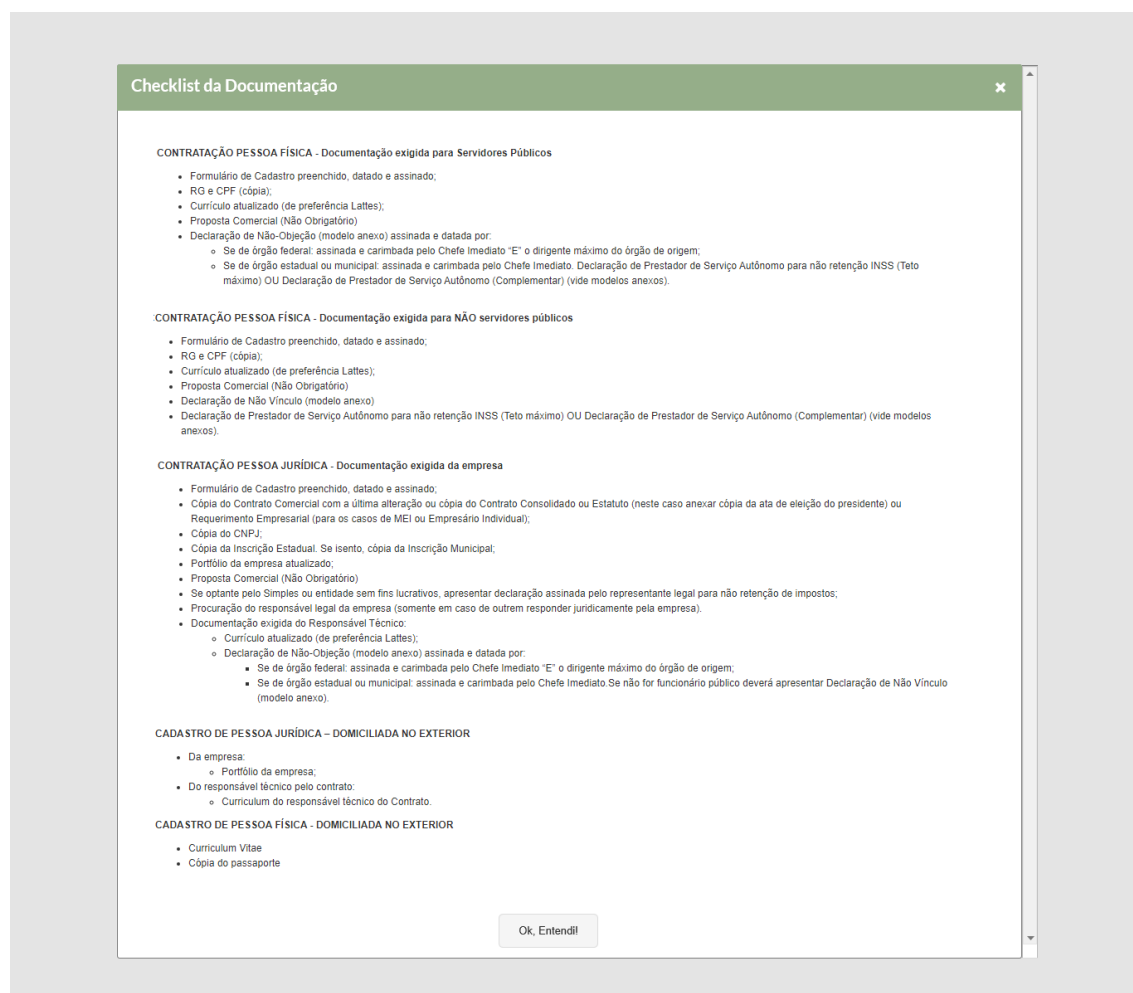 Checklist da Documentação
CONTRATAÇÃO PESSOA FÍSICA - Documentação exigida para Servidores Públicos
Formulário de Cadastro preenchido, datado e assinado;
RG e CPF (cópia);
Currículo atualizado (de preferência Lattes);
Proposta Comercial (Não Obrigatório)
Declaração de Não-Objeção (modelo anexo) assinada e datada por:
Se de órgão federal: assinada e carimbada pelo Chefe Imediato “E” o dirigente máximo do órgão de origem;
Se de órgão estadual ou municipal: assinada e carimbada pelo Chefe Imediato. Declaração de Prestador de Serviço Autônomo para não retenção INSS (Teto
máximo) OU Declaração de Prestador de Serviço Autônomo (Complementar) (vide modelos anexos).
:CONTRATAÇÃO PESSOA FÍSICA - Documentação exigida para NÃO servidores públicos
Formulário de Cadastro preenchido, datado e assinado;
RG e CPF (cópia);
Currículo atualizado (de preferência Lattes);
Proposta Comercial (Não Obrigatório)
Declaração de Não Vínculo (modelo anexo)
Declaração de Prestador de Serviço Autônomo para não retenção INSS (Teto máximo) OU Declaração de Prestador de Serviço Autônomo (Complementar) (vide modelos
anexos).
CONTRATAÇÃO PESSOA JURÍDICA - Documentação exigida da empresa
Formulário de Cadastro preenchido, datado e assinado;
Cópia do Contrato Comercial com a última alteração ou cópia do Contrato Consolidado ou Estatuto (neste caso anexar cópia da ata de eleição do presidente) ou
Requerimento Empresarial (para os casos de MEI ou Empresário Individual);
Cópia do CNPJ;
Cópia da Inscrição Estadual. Se isento, cópia da Inscrição Municipal;
Portfólio da empresa atualizado;
Proposta Comercial (Não Obrigatório)
Se optante pelo Simples ou entidade sem fins lucrativos, apresentar declaração assinada pelo representante legal para não retenção de impostos;
Procuração do responsável legal da empresa (somente em caso de outrem responder juridicamente pela empresa).
Documentação exigida do Responsável Técnico:
Currículo atualizado (de preferência Lattes);
Declaração de Não-Objeção (modelo anexo) assinada e datada por:
Se de órgão federal: assinada e carimbada pelo Chefe Imediato “E” o dirigente máximo do órgão de origem;
Se de órgão estadual ou municipal: assinada e carimbada pelo Chefe Imediato.Se não for funcionário público deverá apresentar Declaração de Não Vínculo
(modelo anexo).
CADASTRO DE PESSOA JURÍDICA – DOMICILIADA NO EXTERIOR
Da empresa:
Portfólio da empresa;
Do responsável técnico pelo contrato:
Curriculum do responsável técnico do Contrato.
CADASTRO DE PESSOA FÍSICA - DOMICILIADA NO EXTERIOR
Curriculum Vitae
Cópia do passaporte
Ok, Entendi!